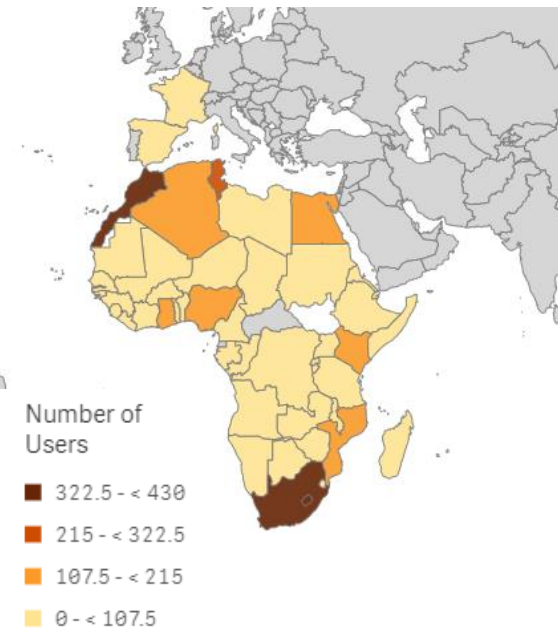 Number of
Users
322.5 - < 430
215 - < 322.5
107.5 - < 215
0 - < 107.5